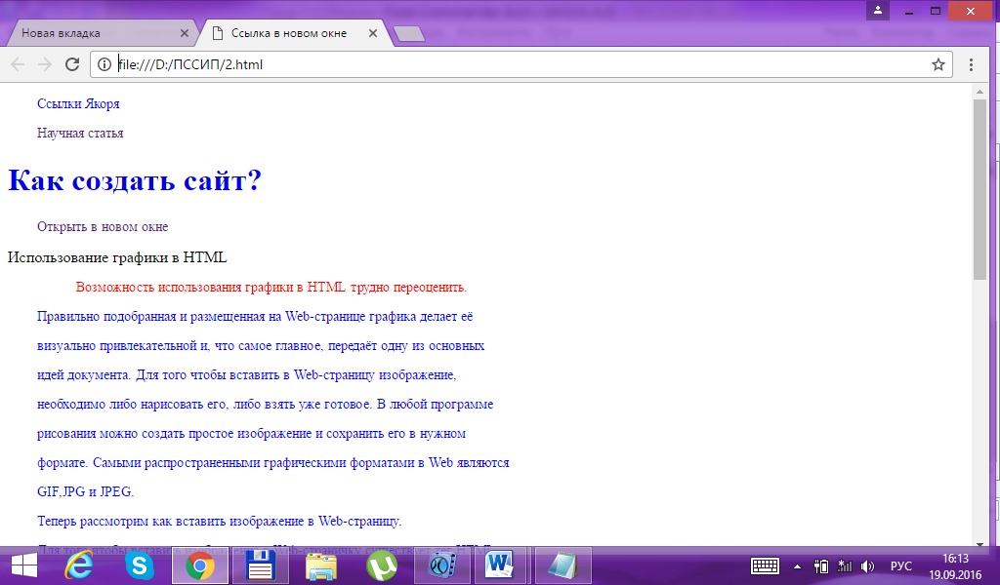 Новая вкладка
Ссылка в новом окне
file:///D:/ПССИП/2.html
Ссылки Якоря
Научная статья
Как создать сайт?
Открыть в новом окне
Использование графики в HTML
Возможность использования графики в HTML трудно переоценить.
Правильно подобранная и размещенная на Web-странице графика делает её
визуально привлекательной и, что самое главное, передаёт одну из основных
идей документа. Для того чтобы вставить в Web-страницу изображение,
необходимо либо нарисовать его, либо взять уже готовое. В любой программе
рисования можно создать простое изображение и сохранить его в нужном
формате. Самыми распространенными графическими форматами в Web являются
GIF,JPG и JPEG.
Теперь рассмотрим как вставить изображение в Web-страницу.
РУС
16:13
19.09.2016